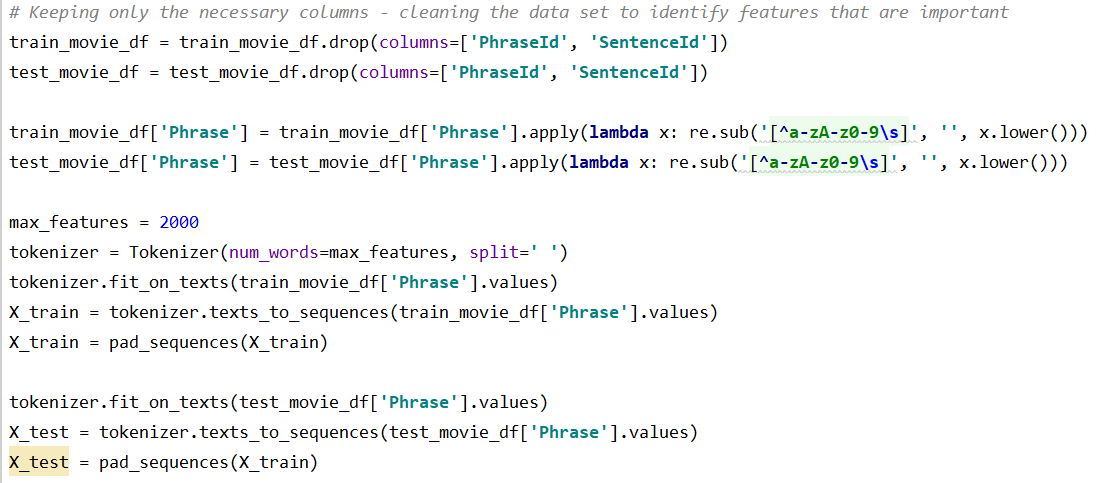 # Keeping only the necessary columns - cleaning the data set to identify features that are important
train_movie_df = train_movie_df.drop(columns=['PhraseId', 'SentenceId'])
test_movie_df = test_movie_df.drop(columns=['PhraseId', 'SentenceId'])
train_movie_df['Phrase'] = train_movie_df['Phrase'].apply(lambda x: re.sub('[^a-zA-z0-9\s]', '', x.lower()))
test_movie_df['Phrase'] = test_movie_df['Phrase'].apply(lambda x: re.sub('[^a-zA-z0-9\s]', '', x.lower()))
max_features = 2000
tokenizer = Tokenizer(num_words=max_features, split=' ')
tokenizer.fit_on_texts(train_movie_df['Phrase'].values)
X_train = tokenizer.texts_to_sequences(train_movie_df['Phrase'].values)
X_train = pad_sequences(X_train)
tokenizer.fit_on_texts(test_movie_df['Phrase'].values)
X_test = tokenizer.texts_to_sequences(test_movie_df['Phrase'].values)
X_test = pad_sequences(X_train)